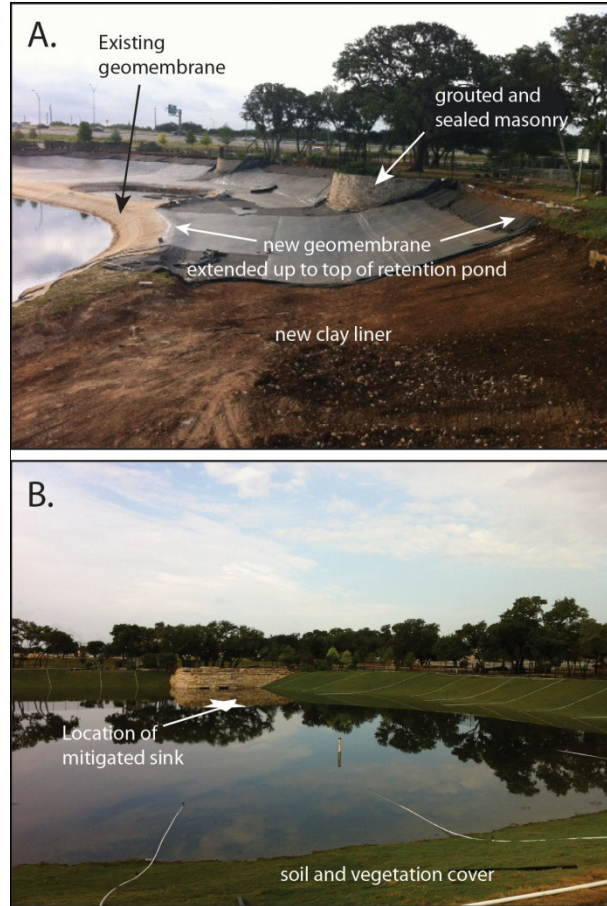 A.
Existing
geomembrane
grouted and
sealed masonry
new geomembrane
extended up to top of retention pond
new clay liner
B.
Location of
mitigated sink
soil and vegetation cover